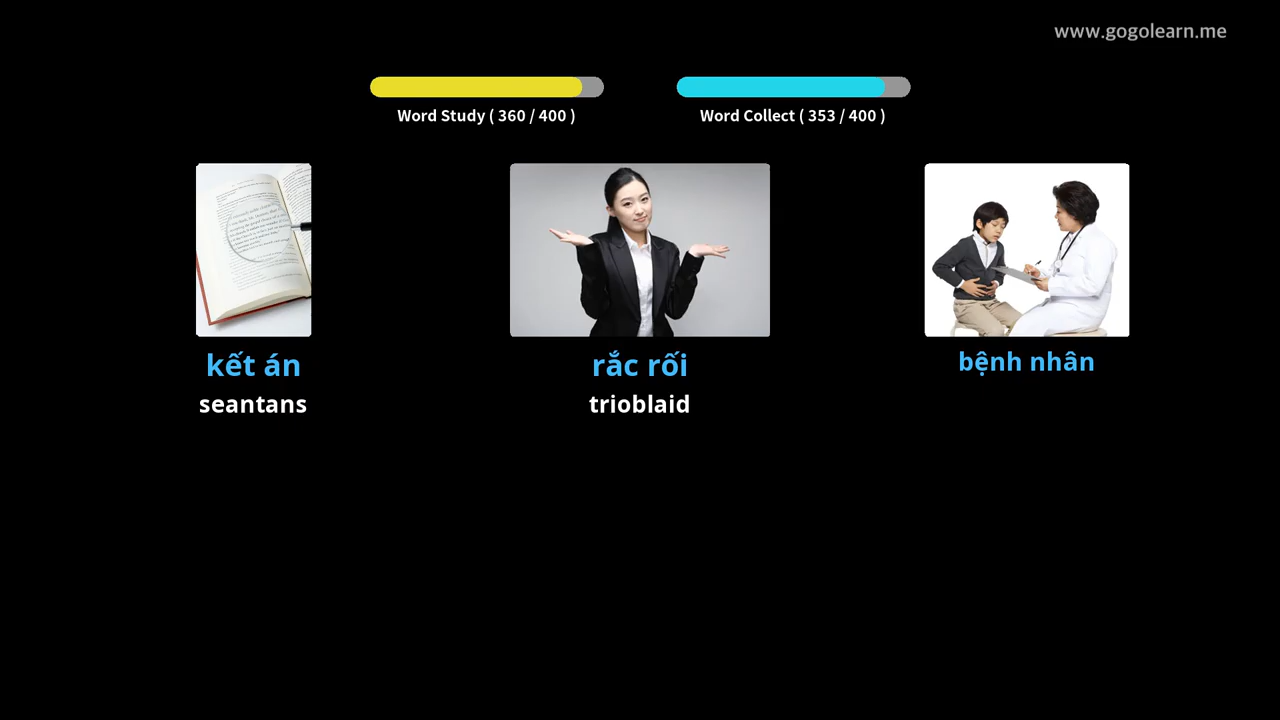 www.gogolearn.me
Word Study ( 360 / 400 )
Word Collect ( 353 / 400 )
kết án
rắc rối
bệnh nhân
seantans
trioblaid